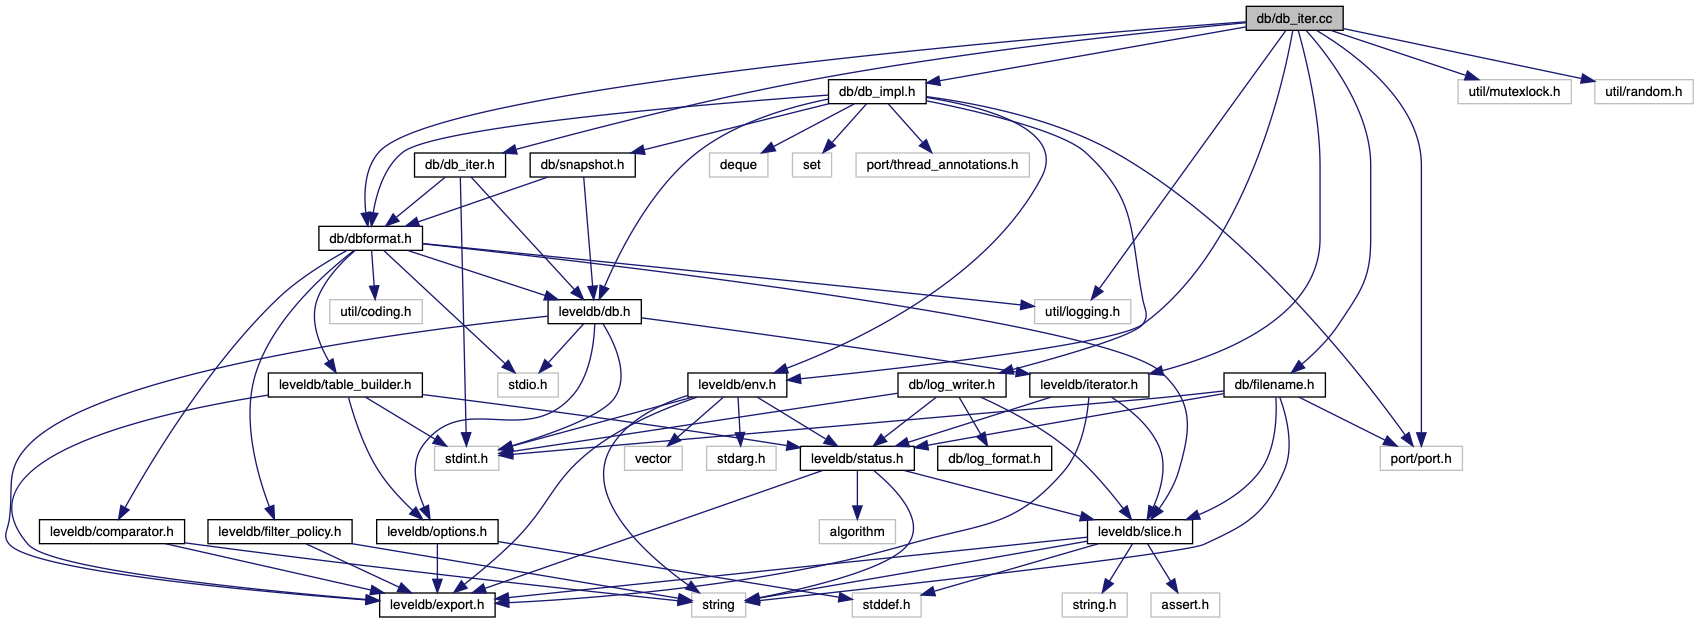 db/db_iter.cc
db/db_impl.h
util/mutexlock.h
util/random.h
db/db_iter.h
db/snapshot.h
deque
set
port/thread_annotations.h
db/dbformat.h
util/coding.h
leveldb/db.h
util/logging.h
leveldb/table_builder.h
stdio.h
leveldb/env.h
db/log_writer.h
leveldb/iterator.h
db/filename.h
stdint.h
vector
stdarg.h
leveldb/status.h
db/log_format.h
port/port.h
leveldb/comparator.h
leveldb/filter_policy.h
leveldb/options.h
algorithm
leveldb/slice.h
leveldb/export.h
string
stddef.h
string.h
assert.h